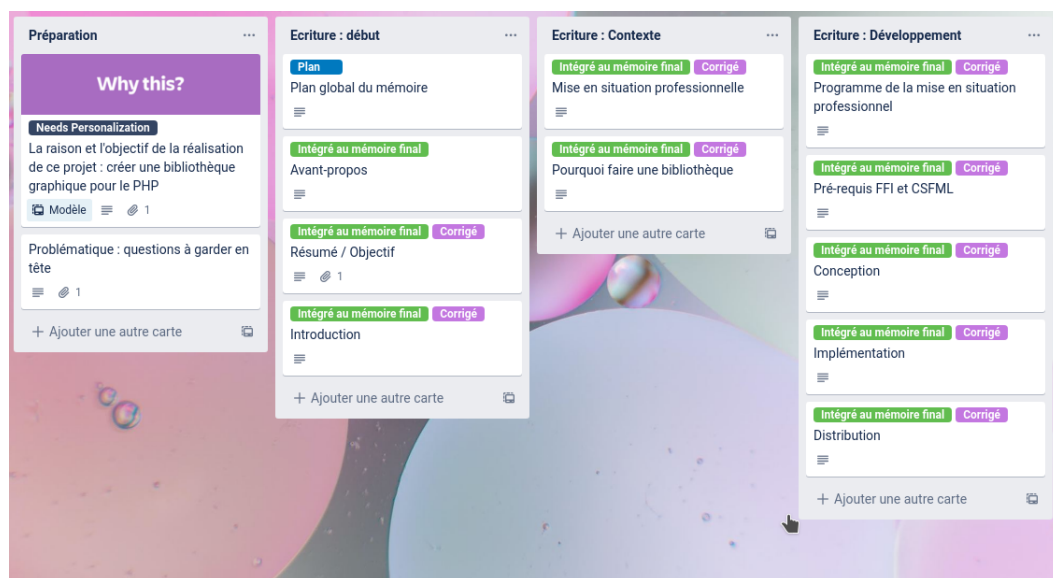 Préparation
Why this?
Needs Personalization
La raison et l'objectif de la réalisation
de ce projet : créer une bibliothèque
graphique pour le PHP
Modèle 1
Problématique : questions à garder en
tête
1
+ Ajouter une autre carte
Ecriture : début
Plan
Plan global du mémoire
Intégré au mémoire final
Avant-propos
Intégré au mémoire final Corrigé
Résumé / Objectif
1
Intégré au mémoire final Corrigé
Introduction
+ Ajouter une autre carte
Ecriture : Contexte
Intégré au mémoire final Corrigé
Mise en situation professionnelle
Intégré au mémoire final Corrigé
Pourquoi faire une bibliothèque
+ Ajouter une autre carte
Ecriture : Développement
Intégré au mémoire final Corrigé
Programme de la mise en situation
professionnel
Intégré au mémoire final Corrigé
Pré-requis FFI et CSFML
Intégré au mémoire final Corrigé
Conception
Intégré au mémoire final Corrigé
Implémentation
Intégré au mémoire final Corrigé
Distribution
+ Ajouter une autre carte